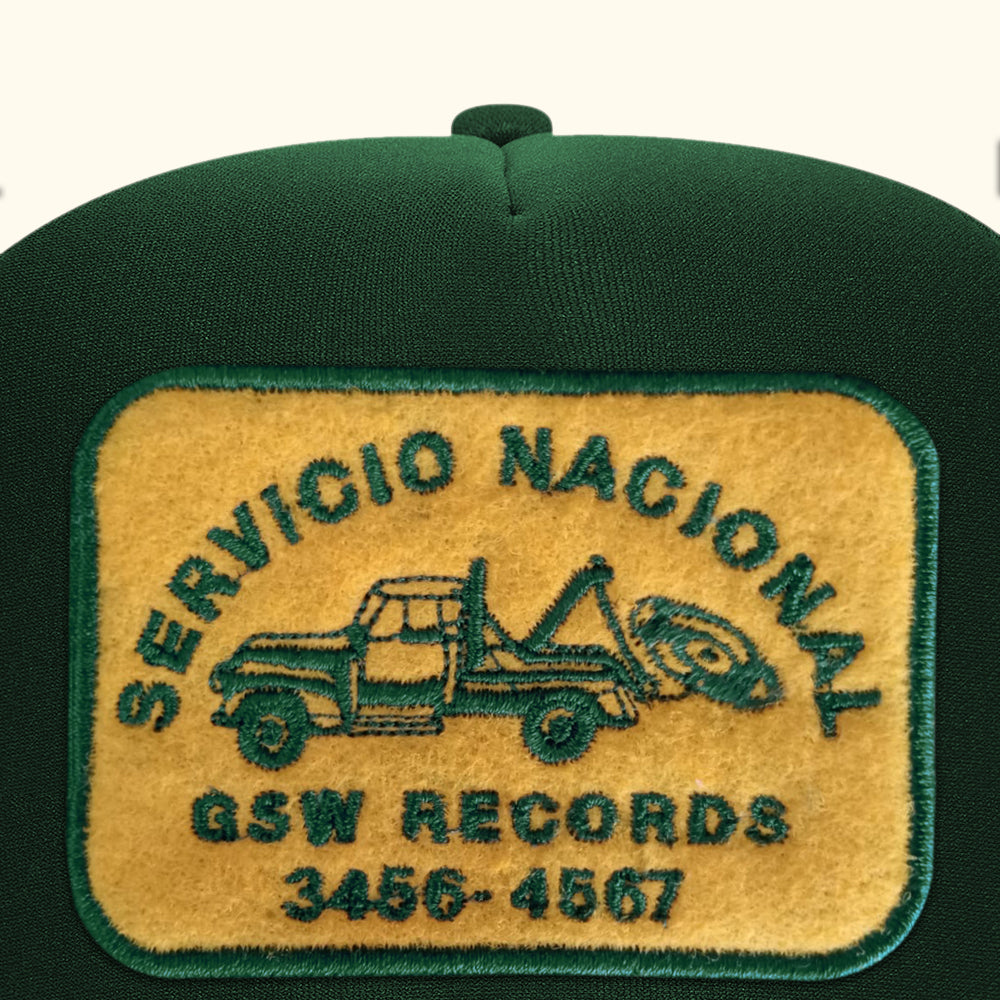 SERVICIO NACIONAL
GSW RECORDS
3456-4567